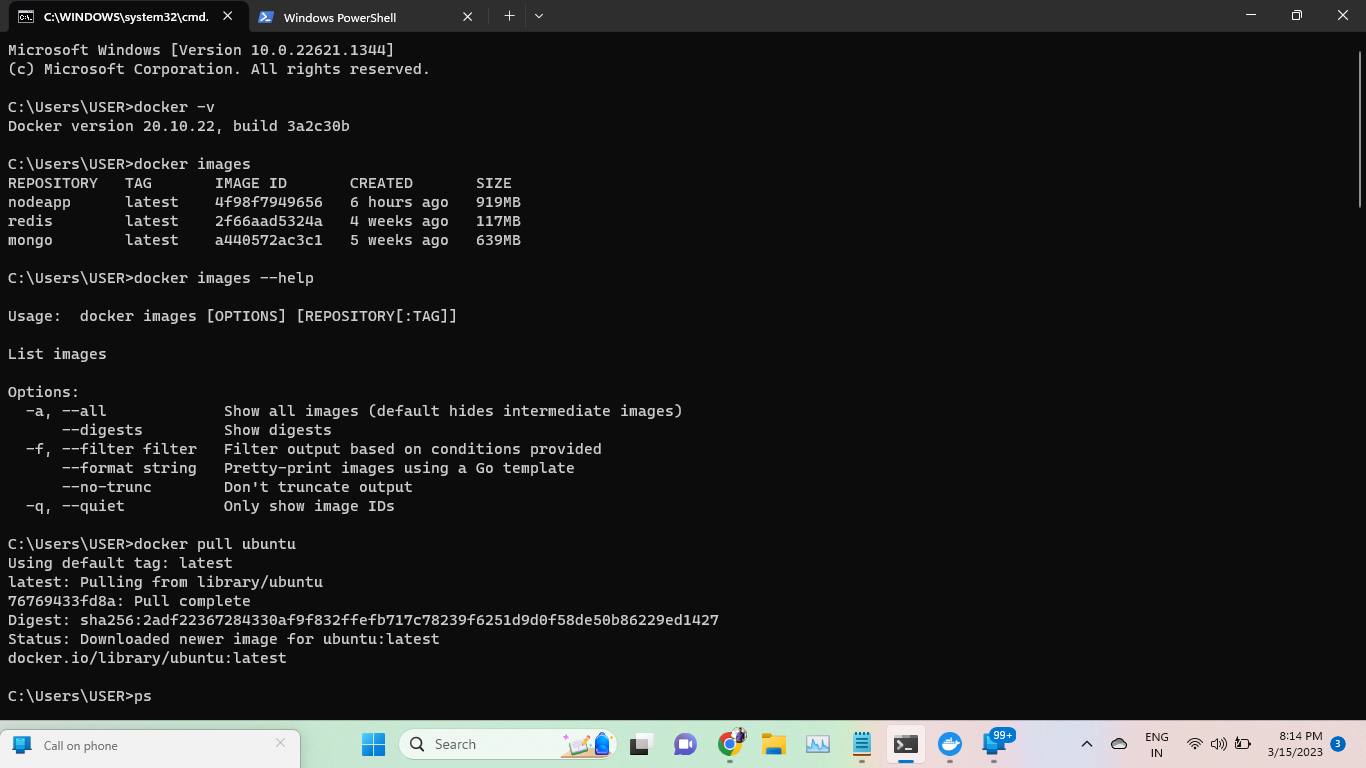 C:\WINDOWS\system32\cmd.
Windows PowerShell
Microsoft Windows [Version 10.0.22621.1344]
(c) Microsoft Corporation. All rights reserved.
C:\Users\USER>docker -v
Docker version 20.10.22, build 3a2c30b
C:\Users\USER>docker images
REPOSITORY   TAG       IMAGE ID       CREATED       SIZE
nodeapp      latest    4f98f7949656   6 hours ago   919MB
redis        latest    2f66aad5324a   4 weeks ago   117MB
mongo        latest    a440572ac3c1   5 weeks ago   639MB
C:\Users\USER>docker images --help
Usage:  docker images [OPTIONS] [REPOSITORY[:TAG]]
List images
Options:
  -a, --all             Show all images (default hides intermediate images)
      --digests         Show digests
  -f, --filter filter   Filter output based on conditions provided
      --format string   Pretty-print images using a Go template
      --no-trunc        Don't truncate output
  -q, --quiet           Only show image IDs
C:\Users\USER>docker pull ubuntu
Using default tag: latest
latest: Pulling from library/ubuntu
76769433fd8a: Pull complete
Digest: sha256:2adf22367284330af9f832ffefb717c78239f6251d9d0f58de50b86229ed1427
Status: Downloaded newer image for ubuntu:latest
docker.io/library/ubuntu:latest
C:\Users\USER>ps
Call on phone
Search
99+
ENG
IN
8:14 PM
3/15/2023
3